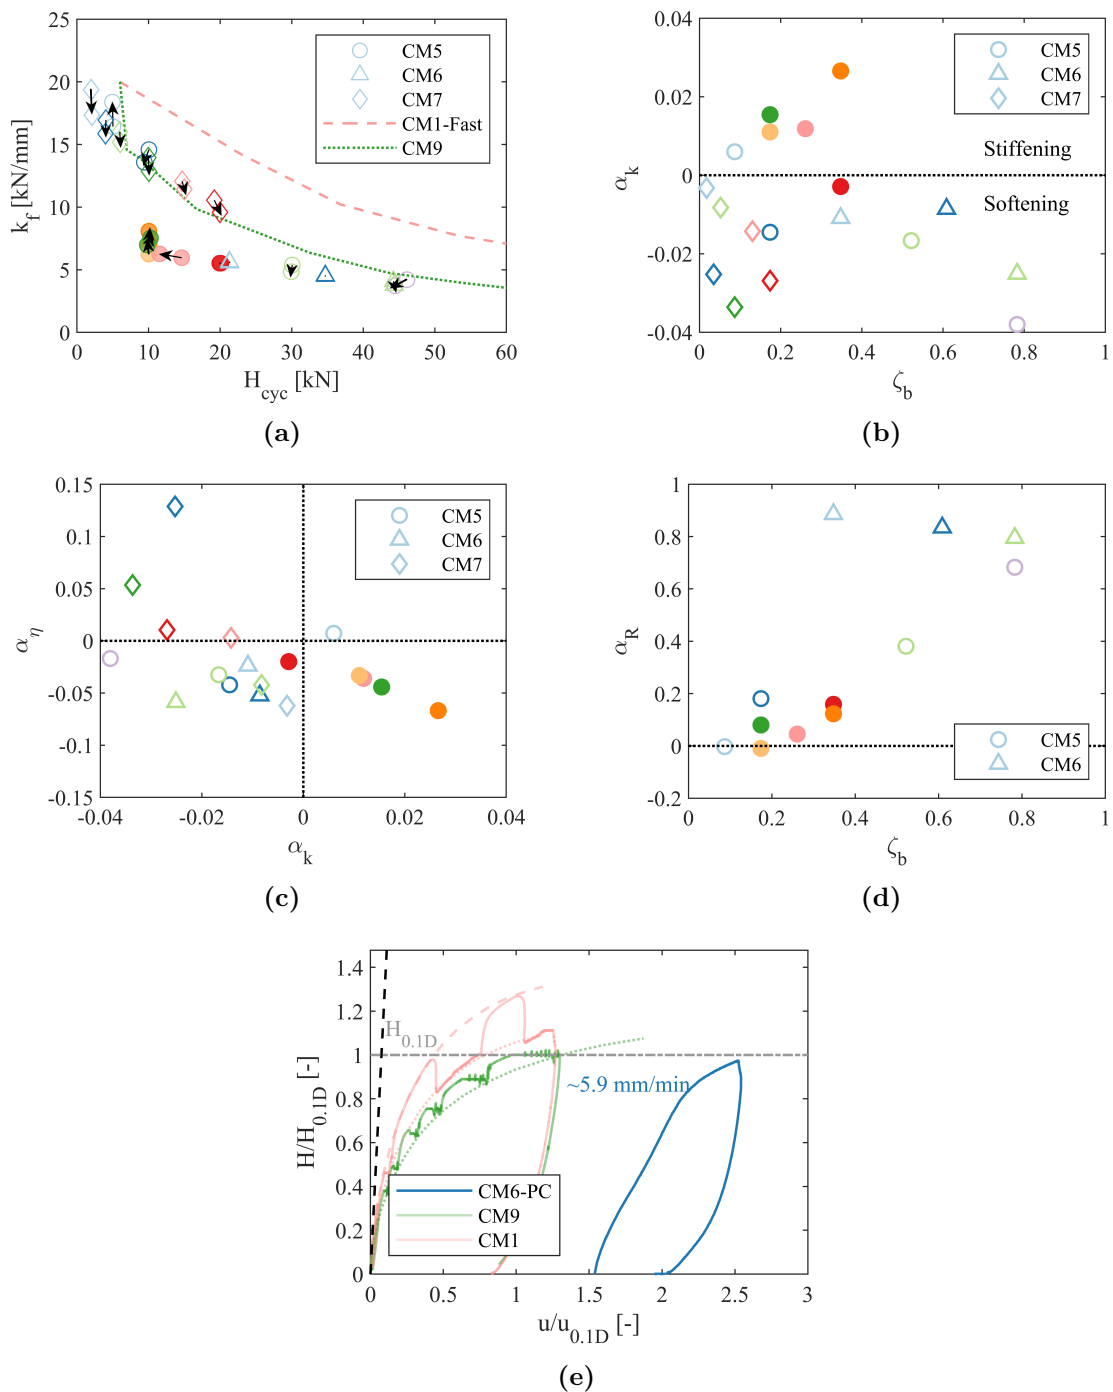 25
20
15
10
5
0
0
10
20
30
40
50
60
k_f [kN/mm]
H_cyc [kN]
CM5
CM6
CM7
CM1-Fast
CM9
(a)
0.04
0.02
0
-0.02
-0.04
0
0.2
0.4
0.6
0.8
1
α_k
ζ_b
CM5
CM6
CM7
Stiffening
Softening
(b)
0.15
0.1
0.05
0
-0.05
-0.1
-0.15
-0.04
-0.02
0
0.02
0.04
α_η
α_k
CM5
CM6
CM7
(c)
1
0.8
0.6
0.4
0.2
0
-0.2
0
0.2
0.4
0.6
0.8
1
α_R
ζ_b
CM5
CM6
(d)
1.4
1.2
1
0.8
0.6
0.4
0.2
0
0
0.5
1
1.5
2
2.5
3
H/H_0.1D [-]
u/u_0.1D [-]
H_0.1D
~5.9 mm/min
CM6-PC
CM9
CM1
(e)